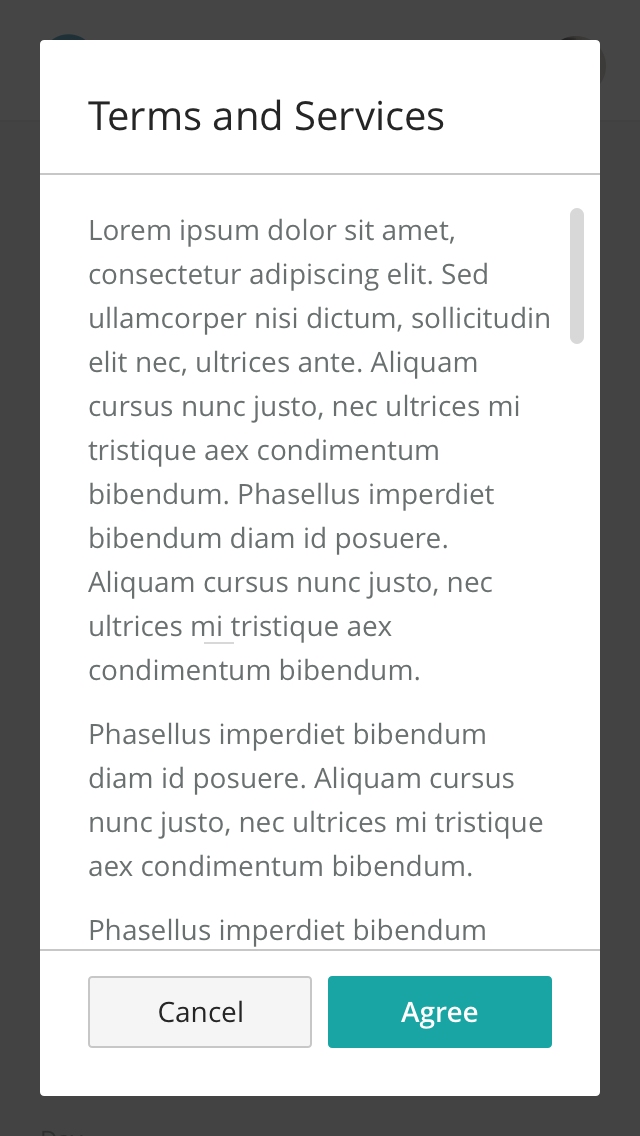 Terms and Services
Lorem ipsum dolor sit amet,
consectetur adipiscing elit. Sed
ullamcorper nisi dictum, sollicitudin
elit nec, ultrices ante. Aliquam
cursus nunc justo, nec ultrices mi
tristique aex condimentum
bibendum. Phasellus imperdiet
bibendum diam id posuere.
Aliquam cursus nunc justo, nec
ultrices mi tristique aex
condimentum bibendum.
Phasellus imperdiet bibendum
diam id posuere. Aliquam cursus
nunc justo, nec ultrices mi tristique
aex condimentum bibendum.
Phasellus imperdiet bibendum
Cancel
Agree